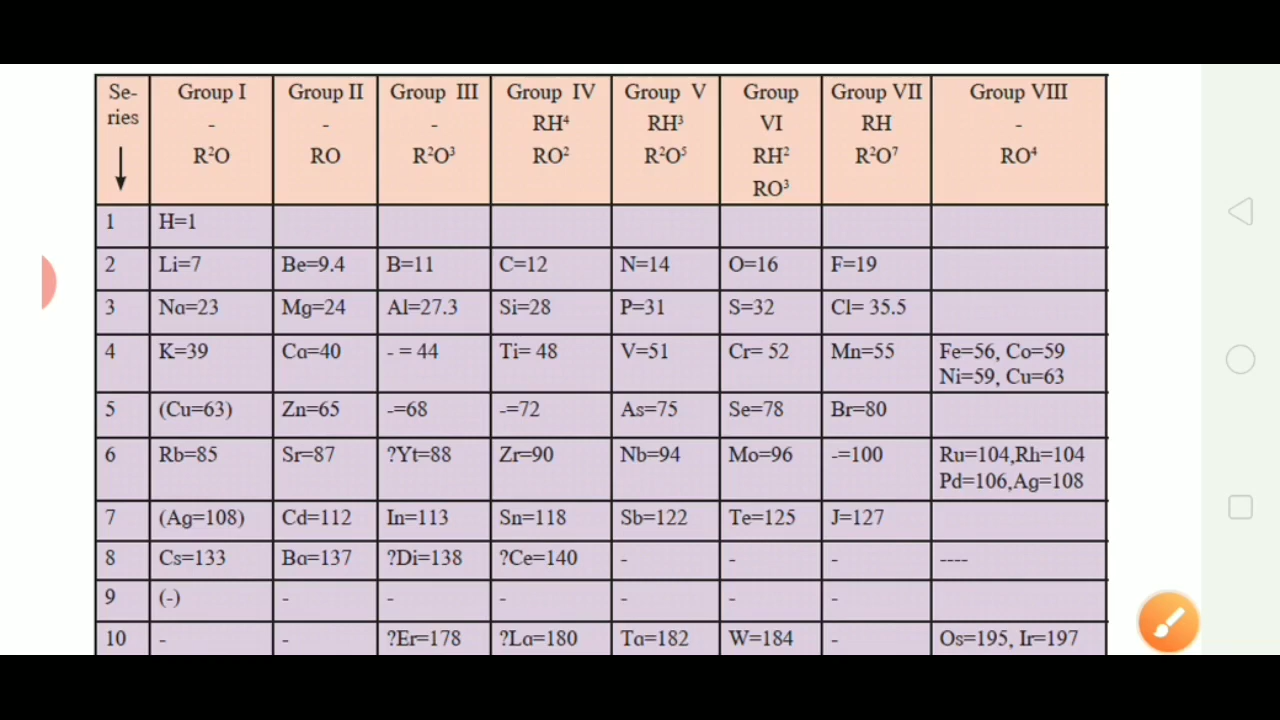 Se- Group I Group II Group III Group IV Group V Group Group VII Group VIII
ries - - - RH⁴ RH³ VI RH -
R²O RO R²O³ RO² R²O⁵ RH² R²O⁷ RO⁴
RO³
1 H=1
2 Li=7 Be=9.4 B=11 C=12 N=14 O=16 F=19
3 Na=23 Mg=24 Al=27.3 Si=28 P=31 S=32 Cl= 35.5
4 K=39 Ca=40 - = 44 Ti= 48 V=51 Cr= 52 Mn=55 Fe=56, Co=59
Ni=59, Cu=63
5 (Cu=63) Zn=65 -=68 -=72 As=75 Se=78 Br=80
6 Rb=85 Sr=87 ?Yt=88 Zr=90 Nb=94 Mo=96 -=100 Ru=104,Rh=104
Pd=106,Ag=108
7 (Ag=108) Cd=112 In=113 Sn=118 Sb=122 Te=125 J=127
8 Cs=133 Ba=137 ?Di=138 ?Ce=140 - - - ----
9 (-) - - - - - -
10 - - ?Er=178 ?La=180 Ta=182 W=184 - Os=195, Ir=197